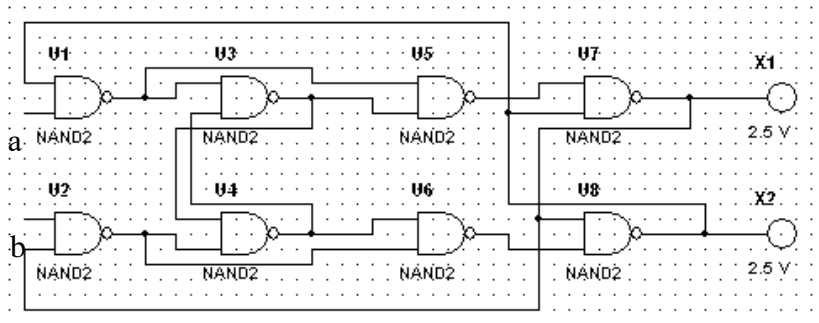 U1 U3 U5 U7 X1
a NAND2 NAND2 NAND2 NAND2 2.5 V
U2 U4 U6 U8 X2
b NAND2 NAND2 NAND2 NAND2 2.5 V